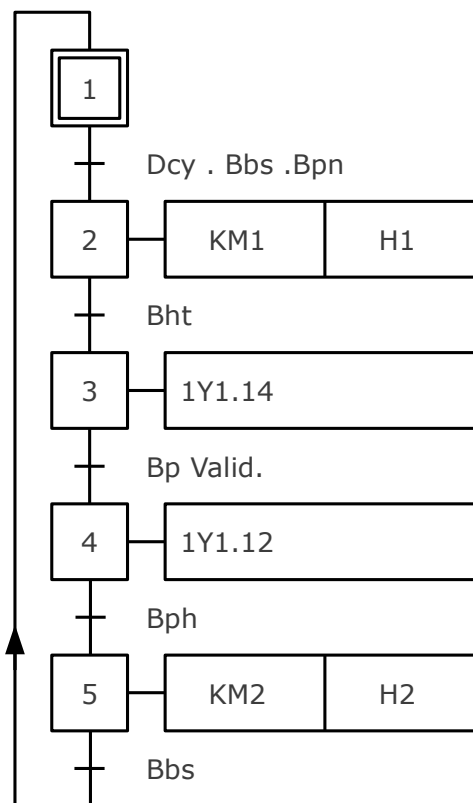 1
Dcy . Bbs .Bpn
2 KM1 H1
Bht
3 1Y1.14
Bp Valid.
4 1Y1.12
Bph
5 KM2 H2
Bbs